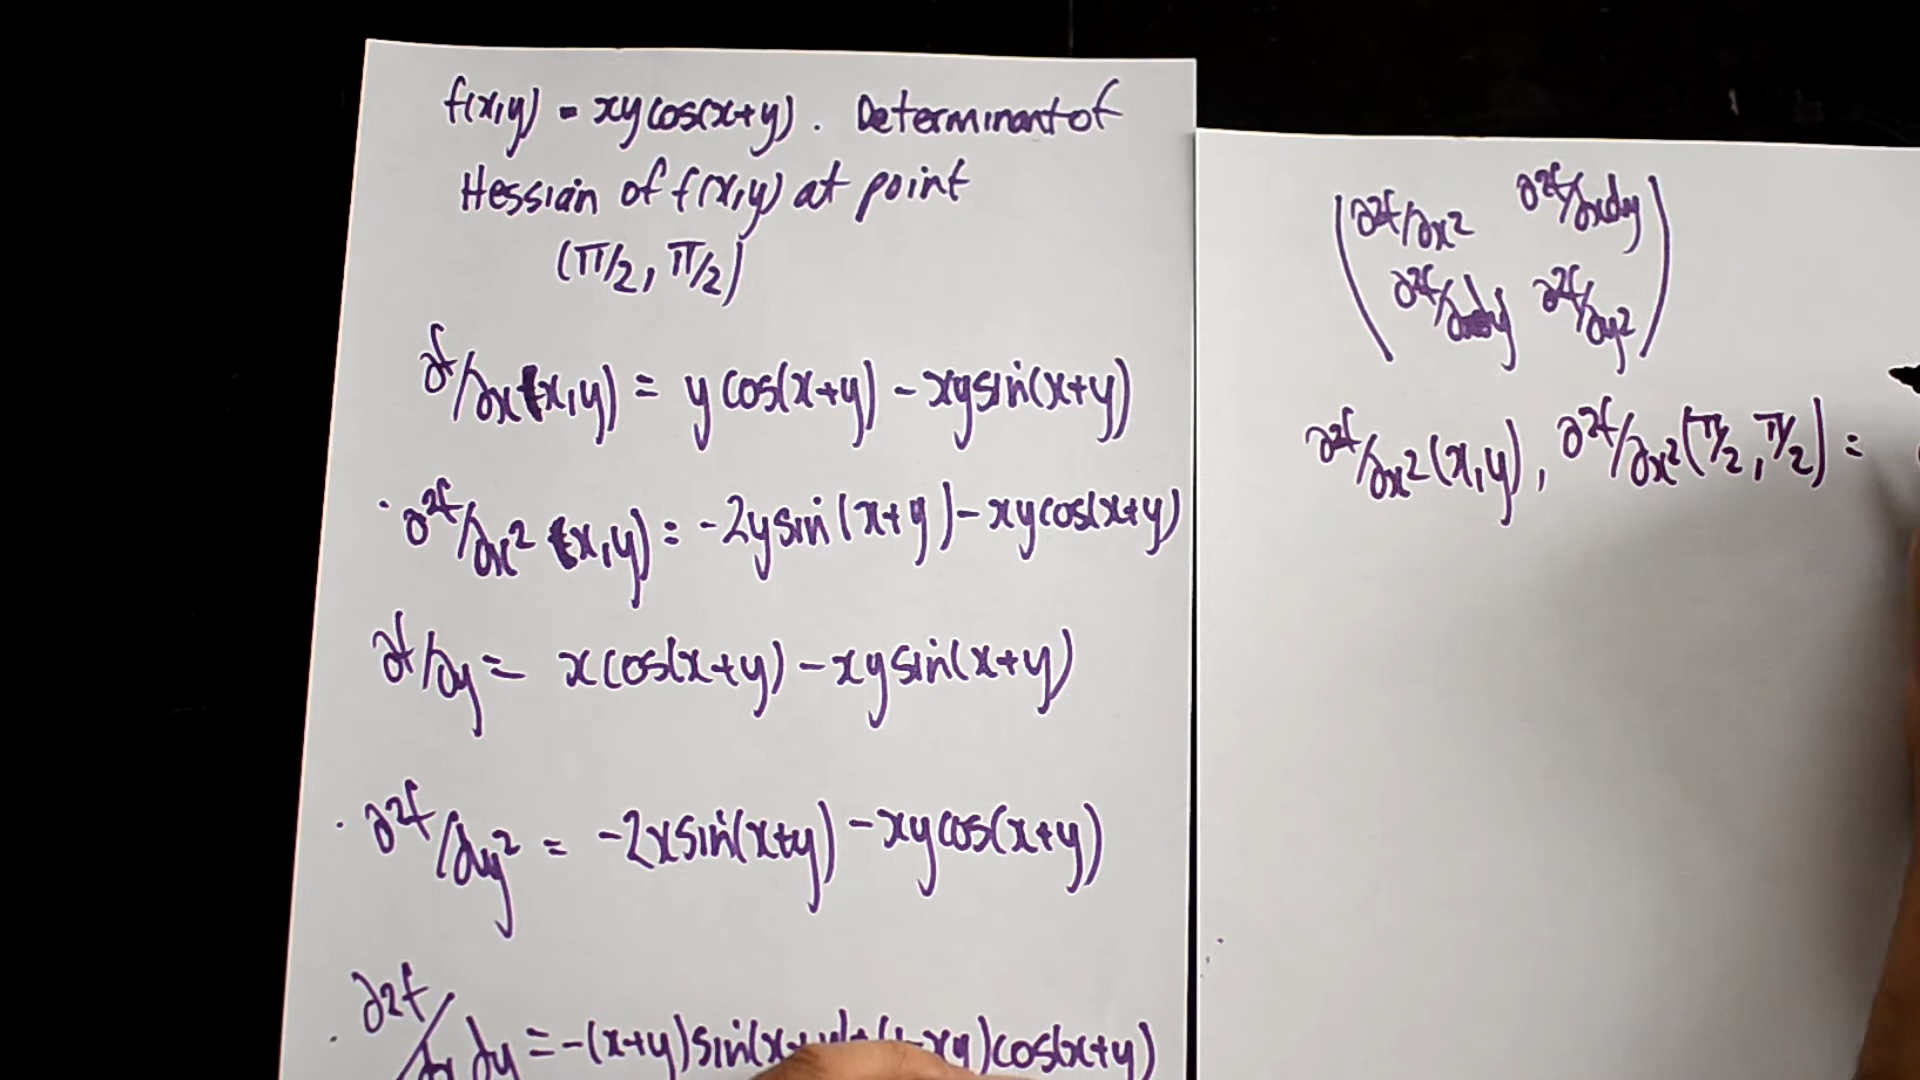 f(x,y) = xy cos(x+y). Determinant of
Hessian of f(x,y) at point
(π/2, π/2)
∂f/∂x (x,y) = y cos(x+y) - xy sin(x+y)
∂2f/∂x2 (x,y) = -2y sin(x+y) - xy cos(x+y)
∂f/∂y = x cos(x+y) - xy sin(x+y)
∂2f/∂y2 = -2x sin(x+y) - xy cos(x+y)
∂2f/∂x∂y = -(x+y) sin(x+y)+(1-xy)cos(x+y)
(∂2f/∂x2 ∂2f/∂x∂y
∂2f/∂x∂y ∂2f/∂y2)
∂2f/∂x2(x,y), ∂2f/∂x2(π/2, π/2) =